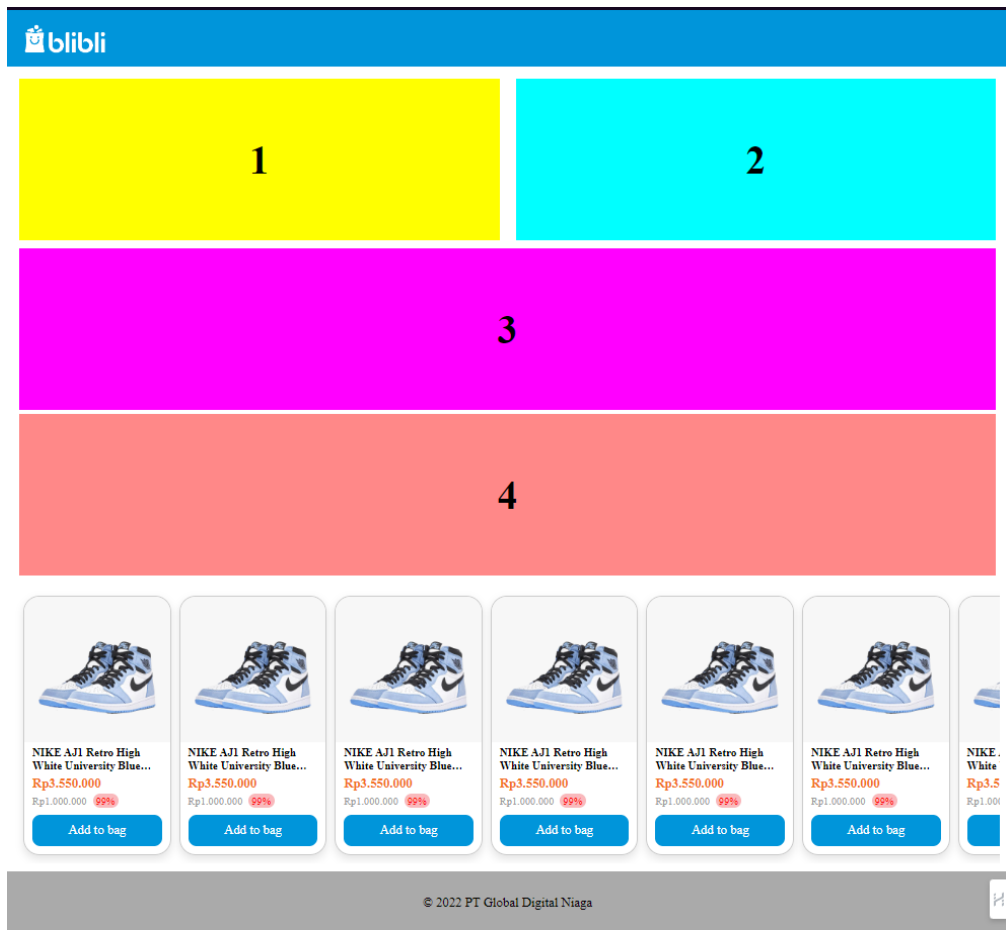 blibli
1
2
3
4
NIKE AJ1 Retro High
White University Blue...
Rp3.550.000
Rp1.000.000 99%
Add to bag
NIKE AJ1 Retro High
White University Blue...
Rp3.550.000
Rp1.000.000 99%
Add to bag
NIKE AJ1 Retro High
White University Blue...
Rp3.550.000
Rp1.000.000 99%
Add to bag
NIKE AJ1 Retro High
White University Blue...
Rp3.550.000
Rp1.000.000 99%
Add to bag
NIKE AJ1 Retro High
White University Blue...
Rp3.550.000
Rp1.000.000 99%
Add to bag
NIKE AJ1 Retro High
White University Blue...
Rp3.550.000
Rp1.000.000 99%
Add to bag
NIKE
White
© 2022 PT Global Digital Niaga